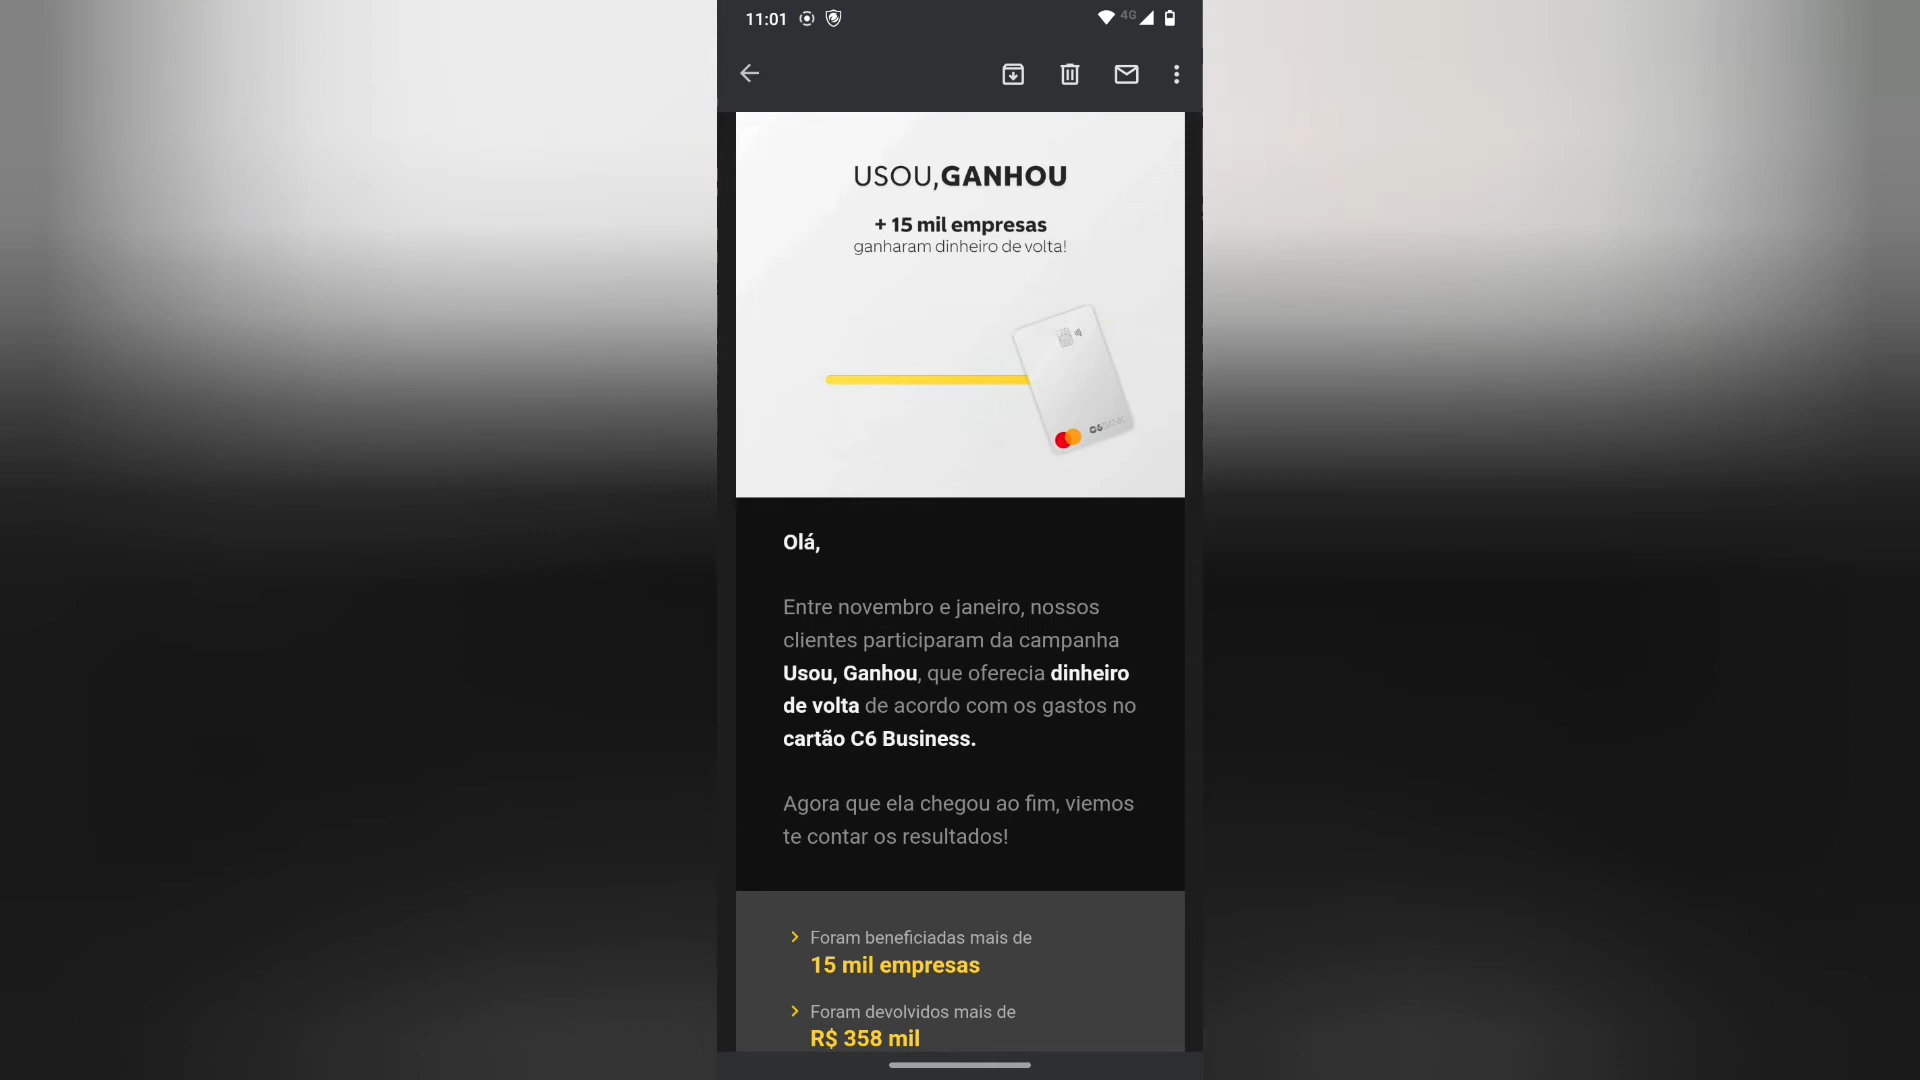 11:01
4G
USOU,GANHOU
+ 15 mil empresas
ganharam dinheiro de volta!
C6BANK
Olá,
Entre novembro e janeiro, nossos
clientes participaram da campanha
Usou, Ganhou, que oferecia dinheiro
de volta de acordo com os gastos no
cartão C6 Business.
Agora que ela chegou ao fim, viemos
te contar os resultados!
Foram beneficiadas mais de
15 mil empresas
Foram devolvidos mais de
R$ 358 mil